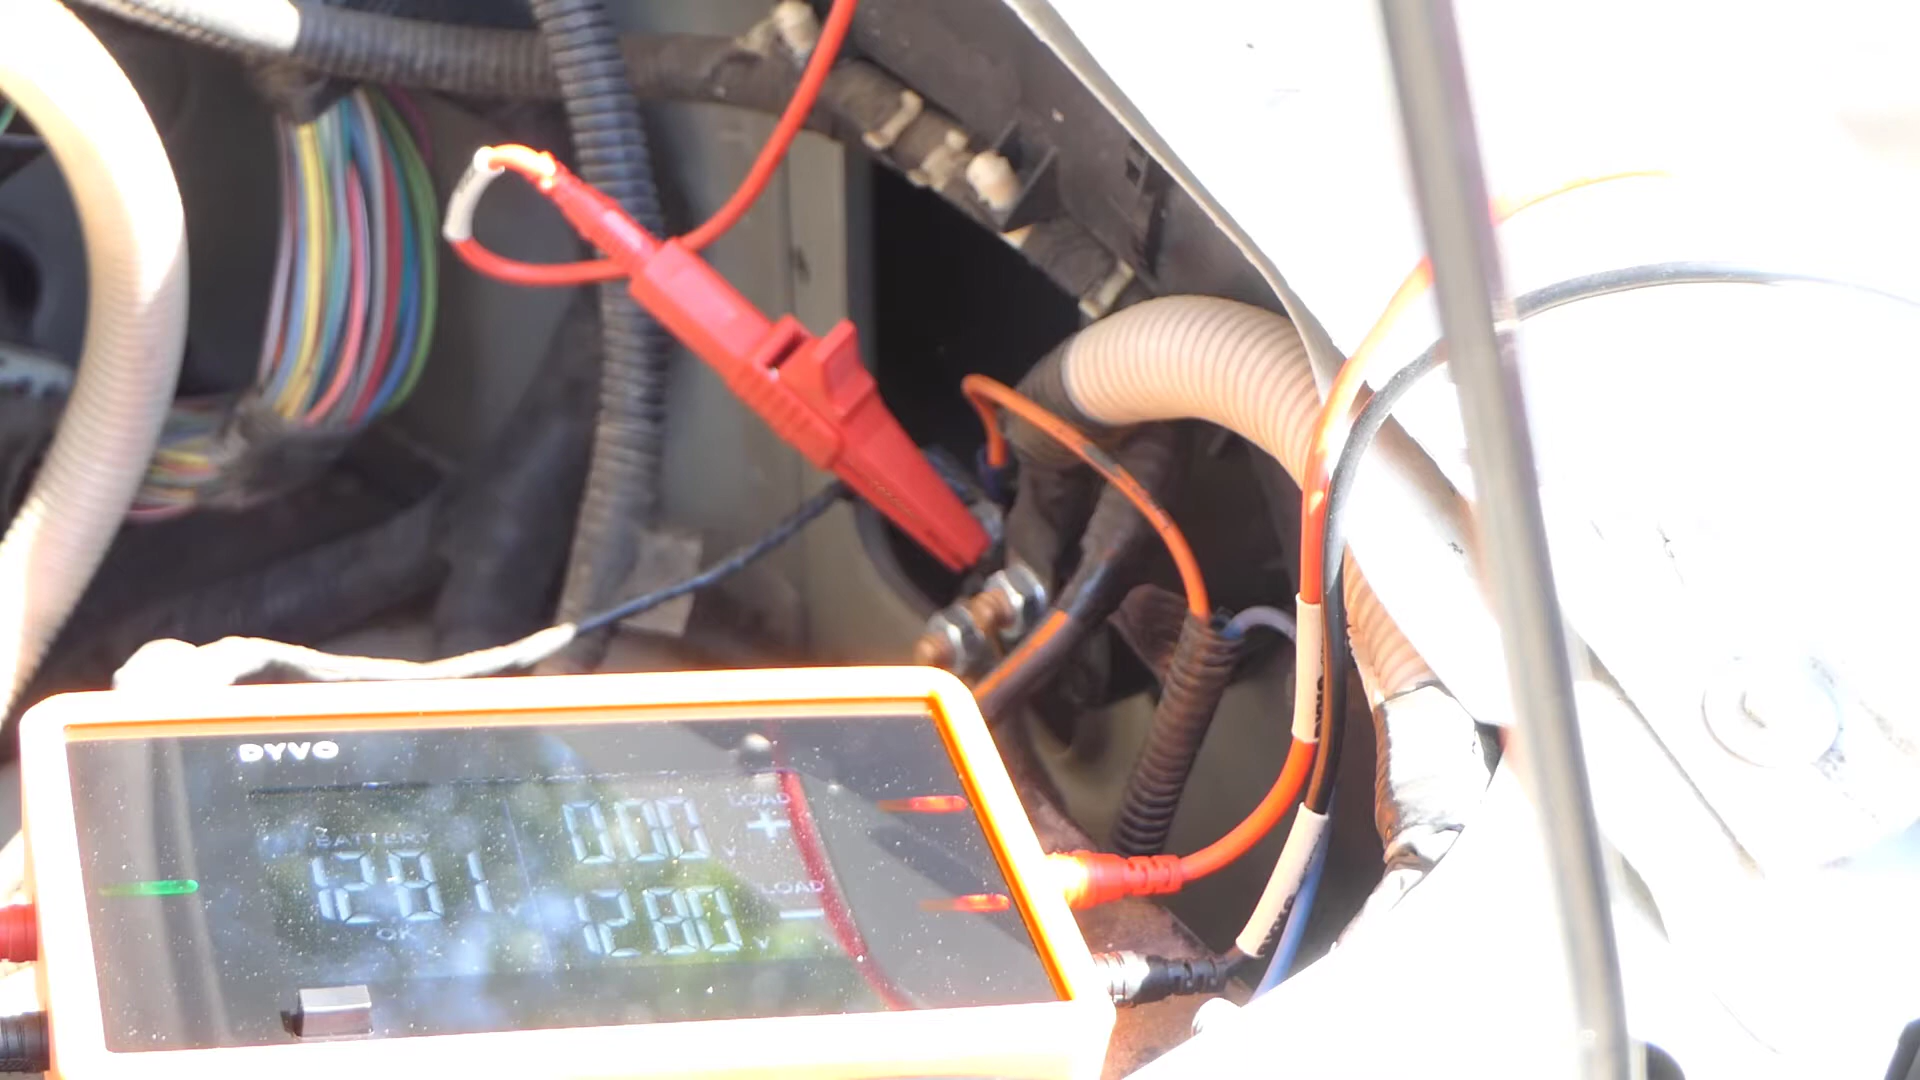 DYVO
BATTERY
12.81 V
OK
0.00 V
LOAD
+
12.80 V
LOAD
-